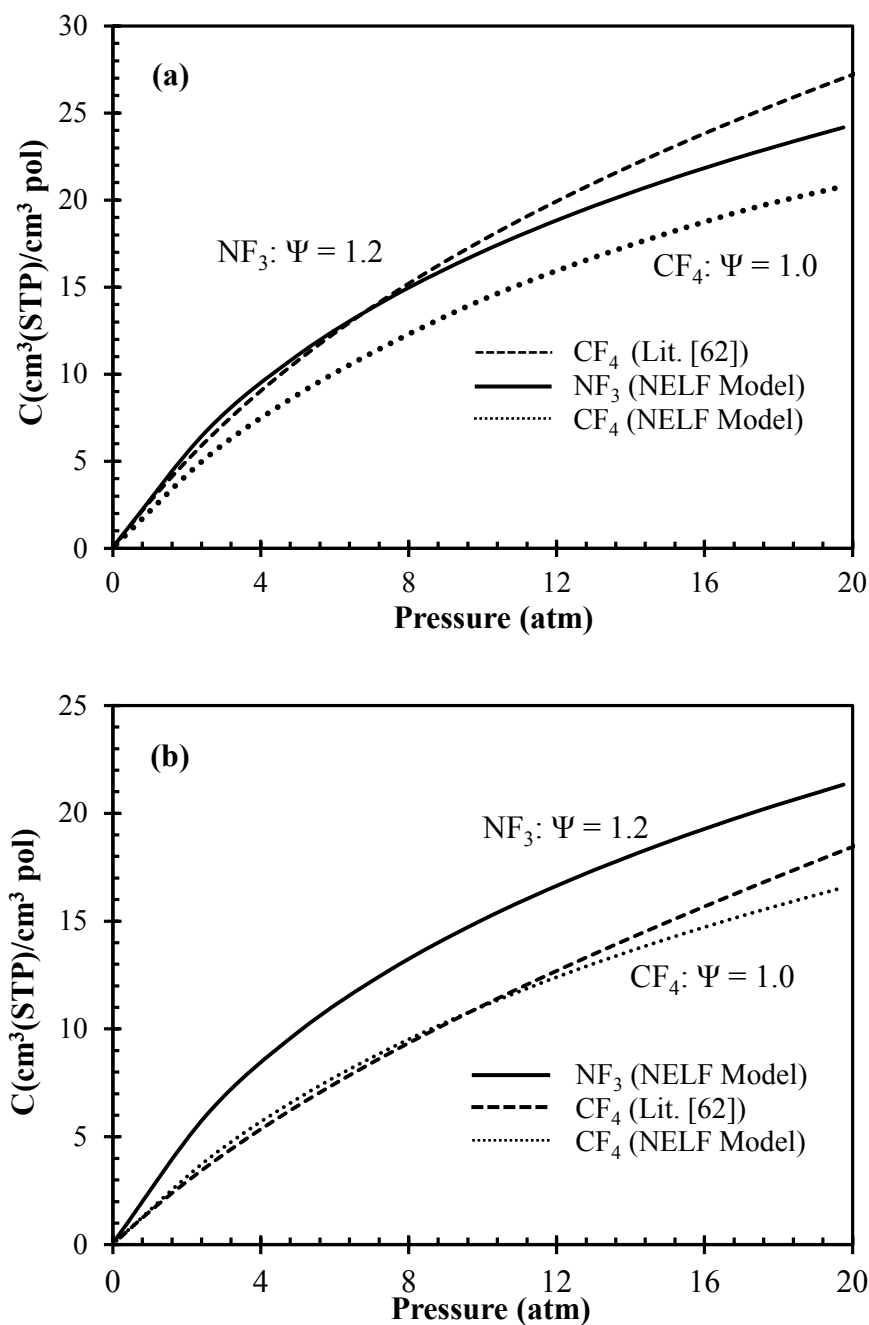 30
(a)
25
20
NF₃: Ψ = 1.2
CF₄: Ψ = 1.0
15
10
CF₄ (Lit. [62])
NF₃ (NELF Model)
CF₄ (NELF Model)
5
0
0 4 8 12 16 20
Pressure (atm)
C(cm³(STP)/cm³ pol)
25
(b)
20
NF₃: Ψ = 1.2
15
CF₄: Ψ = 1.0
10
NF₃ (NELF Model)
CF₄ (Lit. [62])
CF₄ (NELF Model)
5
0
0 4 8 12 16 20
Pressure (atm)
C(cm³(STP)/cm³ pol)